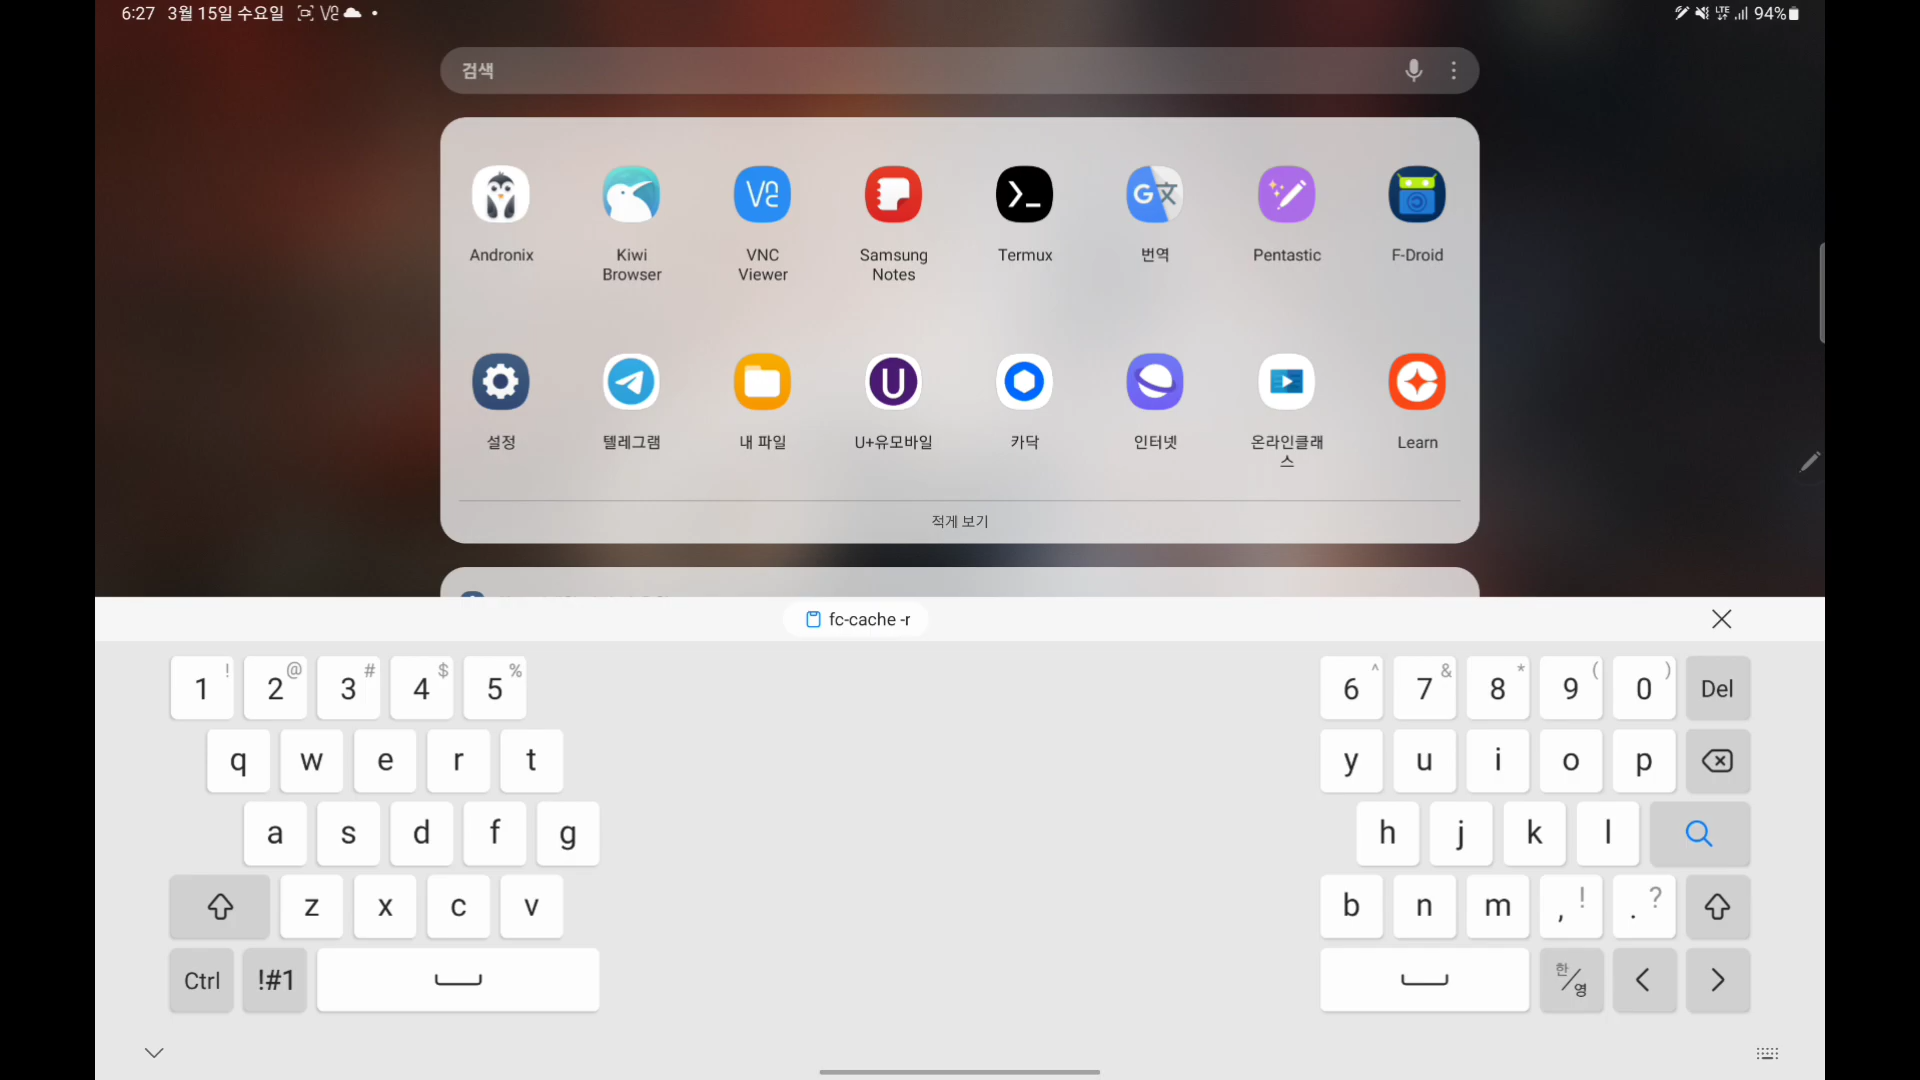 6:27 3월 15일 수요일
LTE 94%
검색
Andronix
Kiwi Browser
VNC Viewer
Samsung Notes
Termux
번역
Pentastic
F-Droid
설정
텔레그램
내 파일
U+유모바일
카닥
인터넷
온라인클래스
Learn
적게 보기
fc-cache -r
1 ! 2 @ 3 # 4 $ 5 % 6 ^ 7 & 8 * 9 ( 0 ) Del
q w e r t y u i o p
a s d f g h j k l
z x c v b n m , ! . ?
Ctrl !#1 한/영